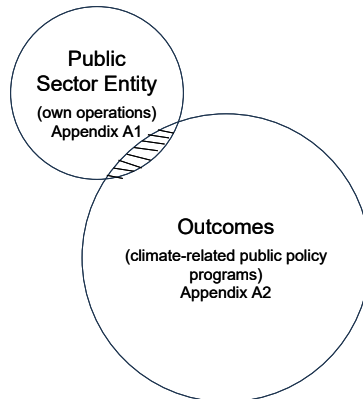 Public
Sector Entity
(own operations)
Appendix A1
Outcomes
(climate-related public policy
programs)
Appendix A2